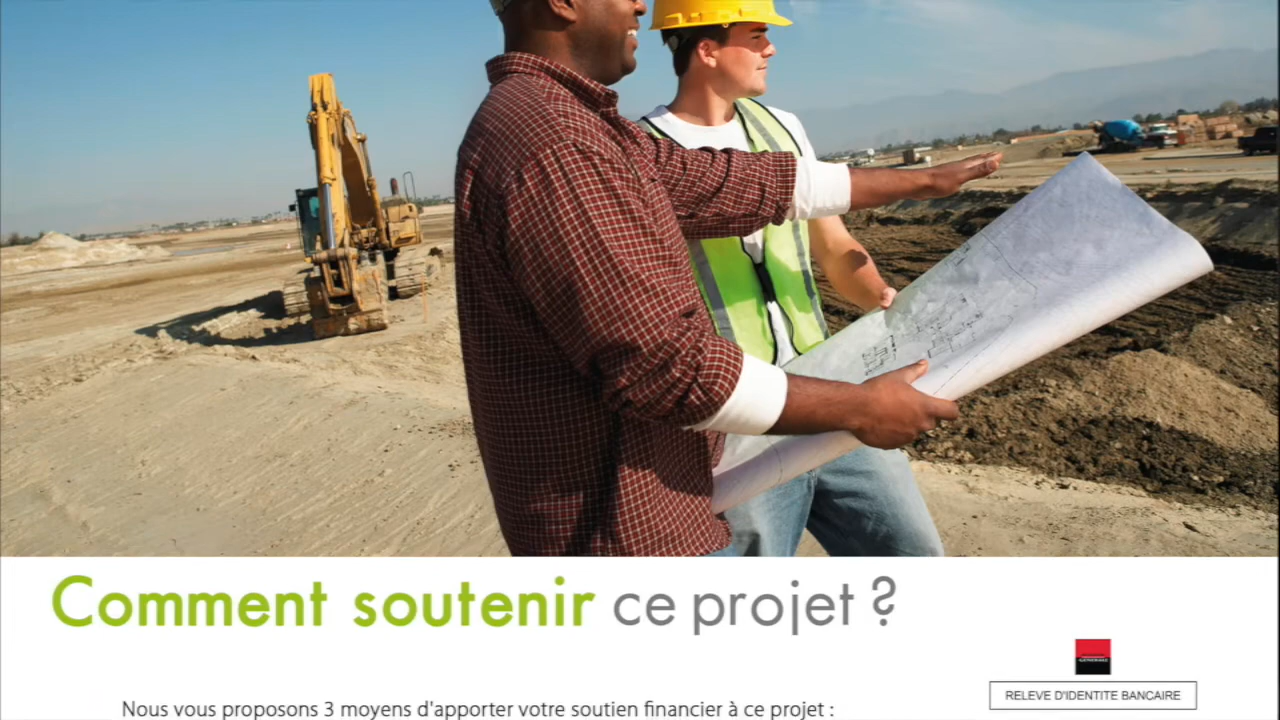 Comment soutenir ce projet ?
RELEVE D'IDENTITE BANCAIRE
Nous vous proposons 3 moyens d'apporter votre soutien financier à ce projet :